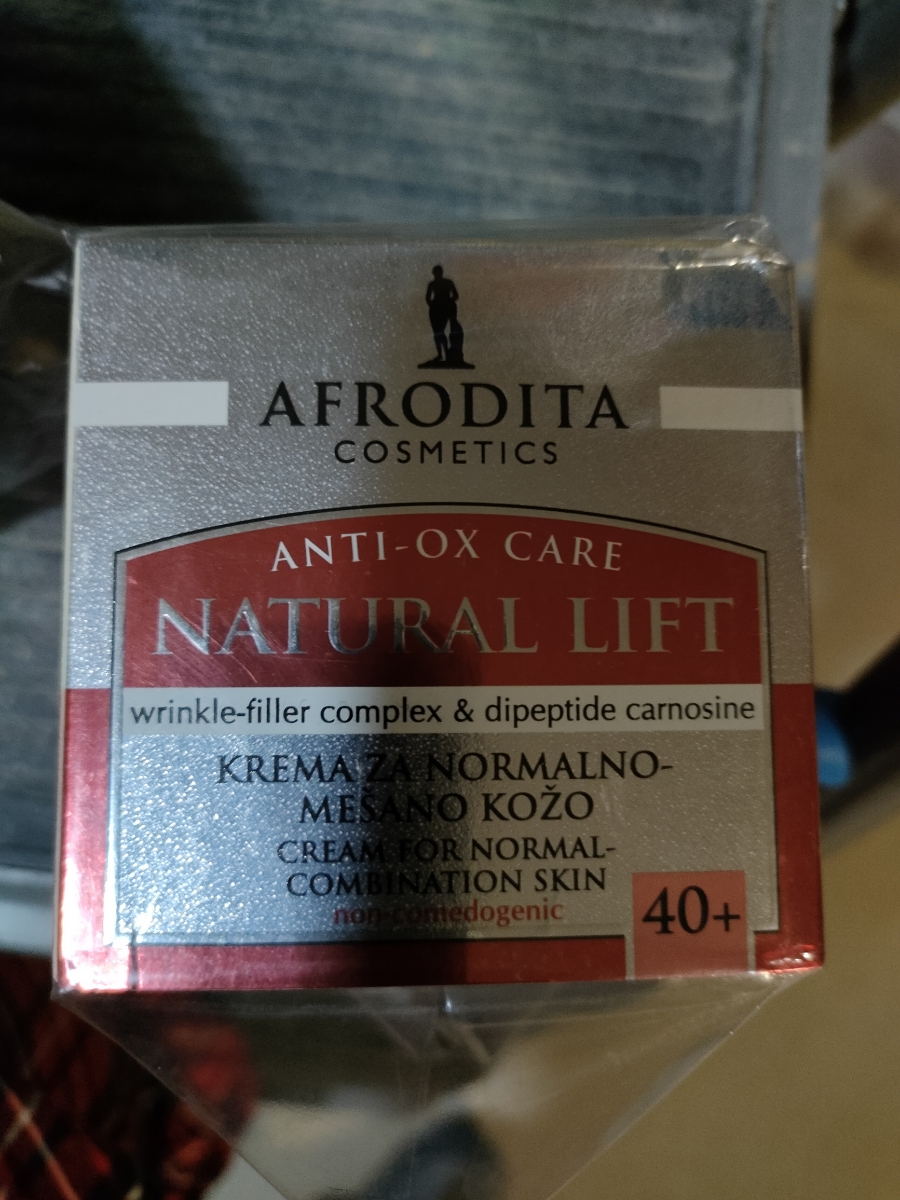 AFRODITA
COSMETICS
ANTI-OX CARE
NATURAL LIFT
wrinkle-filler complex & dipeptide carnosine
KREMA ZA NORMALNO-
MEŠANO KOŽO
CREAM FOR NORMAL-
COMBINATION SKIN
non-comedogenic
40+